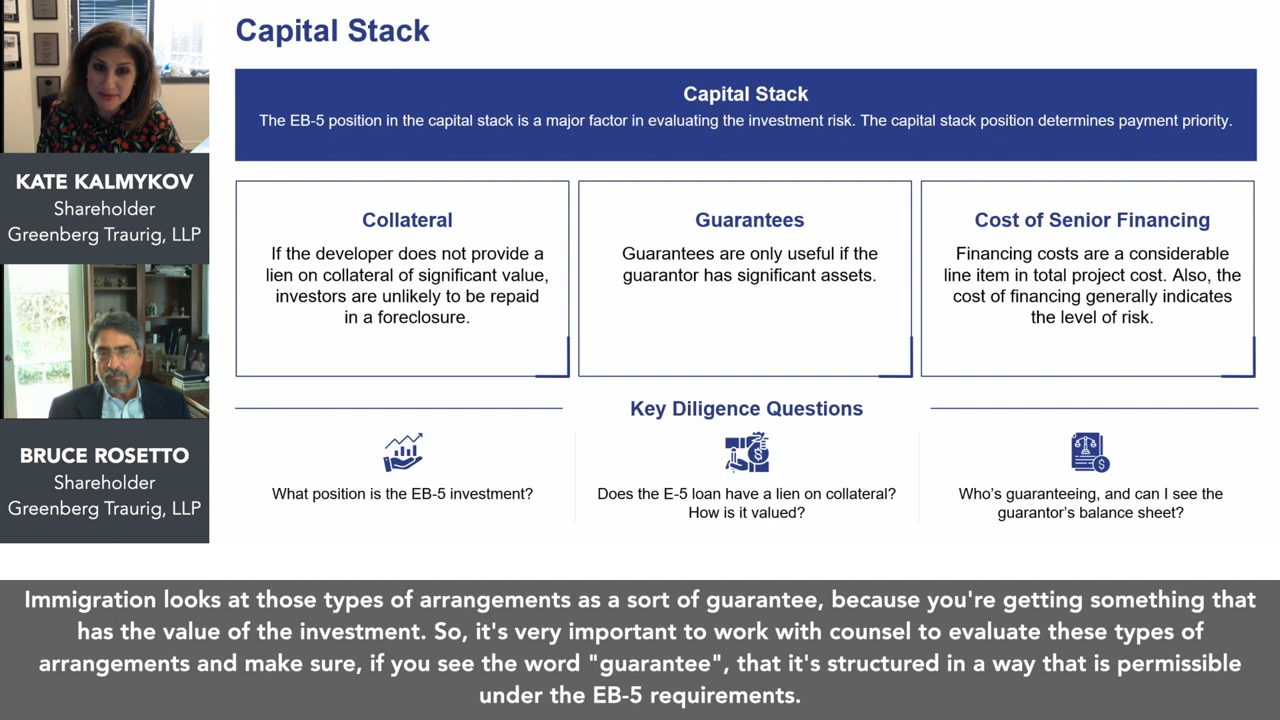 Capital Stack
Capital Stack
The EB-5 position in the capital stack is a major factor in evaluating the investment risk. The capital stack position determines payment priority.
KATE KALMYKOV
Shareholder
Greenberg Traurig, LLP
BRUCE ROSETTO
Shareholder
Greenberg Traurig, LLP
Collateral
If the developer does not provide a
lien on collateral of significant value,
investors are unlikely to be repaid
in a foreclosure.
Guarantees
Guarantees are only useful if the
guarantor has significant assets.
Cost of Senior Financing
Financing costs are a considerable
line item in total project cost. Also, the
cost of financing generally indicates
the level of risk.
Key Diligence Questions
What position is the EB-5 investment?
Does the E-5 loan have a lien on collateral?
How is it valued?
Who's guaranteeing, and can I see the
guarantor's balance sheet?
Immigration looks at those types of arrangements as a sort of guarantee, because you're getting something that
has the value of the investment. So, it's very important to work with counsel to evaluate these types of
arrangements and make sure, if you see the word "guarantee", that it's structured in a way that is permissible
under the EB-5 requirements.